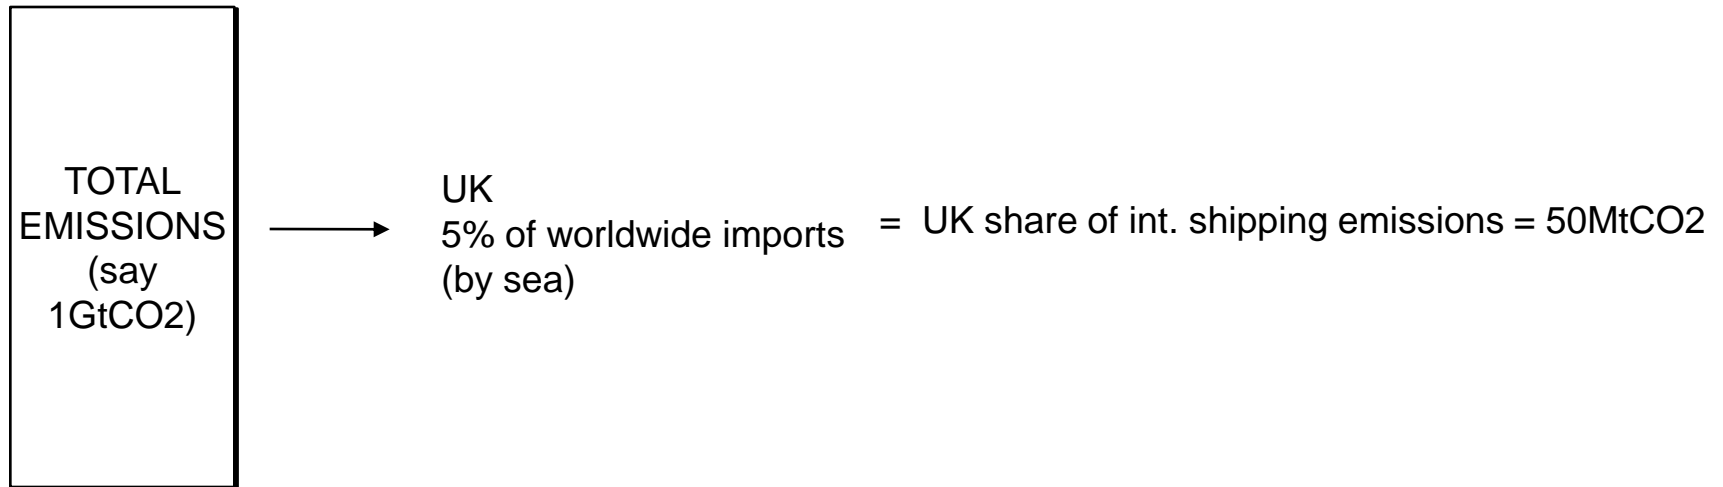 TOTAL
EMISSIONS
(say
1GtCO2)
UK
5% of worldwide imports
(by sea)
= UK share of int. shipping emissions = 50MtCO2